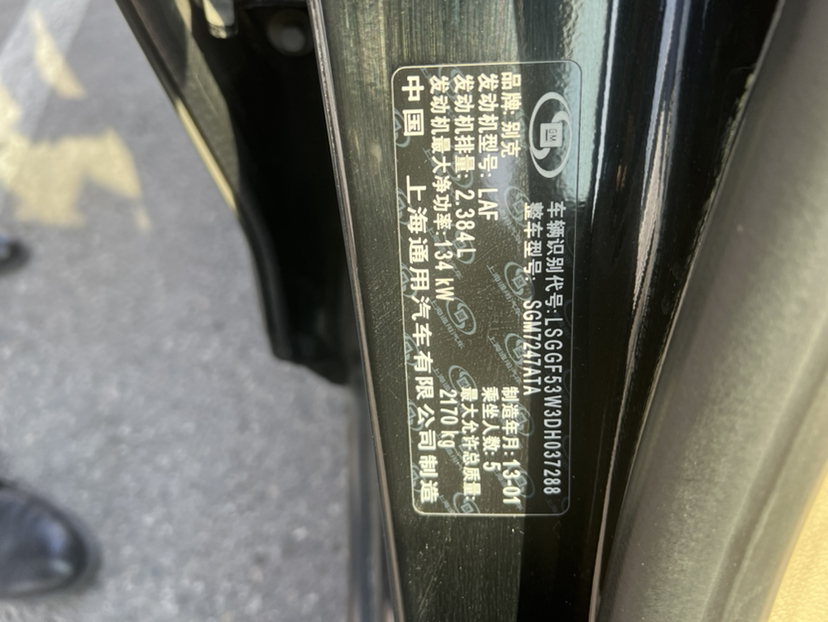 GM
车辆识别代号:LSGGF53W3DH037288
整车型号: SGM7247ATA
品牌: 别克 制造年月: 13-01
发动机型号: LAF 乘坐人数: 5
发动机排量: 2.384 L 最大允许总质量:
发动机最大净功率: 134 kW 2170 kg
中国 上海通用汽车有限公司制造